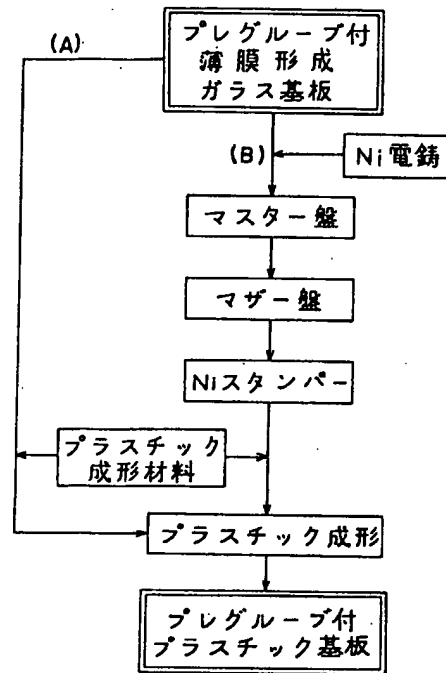 (A)
プレグルーブ付
薄膜形成
ガラス基板
(B)
Ni電鋳
マスター盤
マザー盤
Niスタンパー
プラスチック
成形材料
プラスチック成形
プレグルーブ付
プラスチック基板